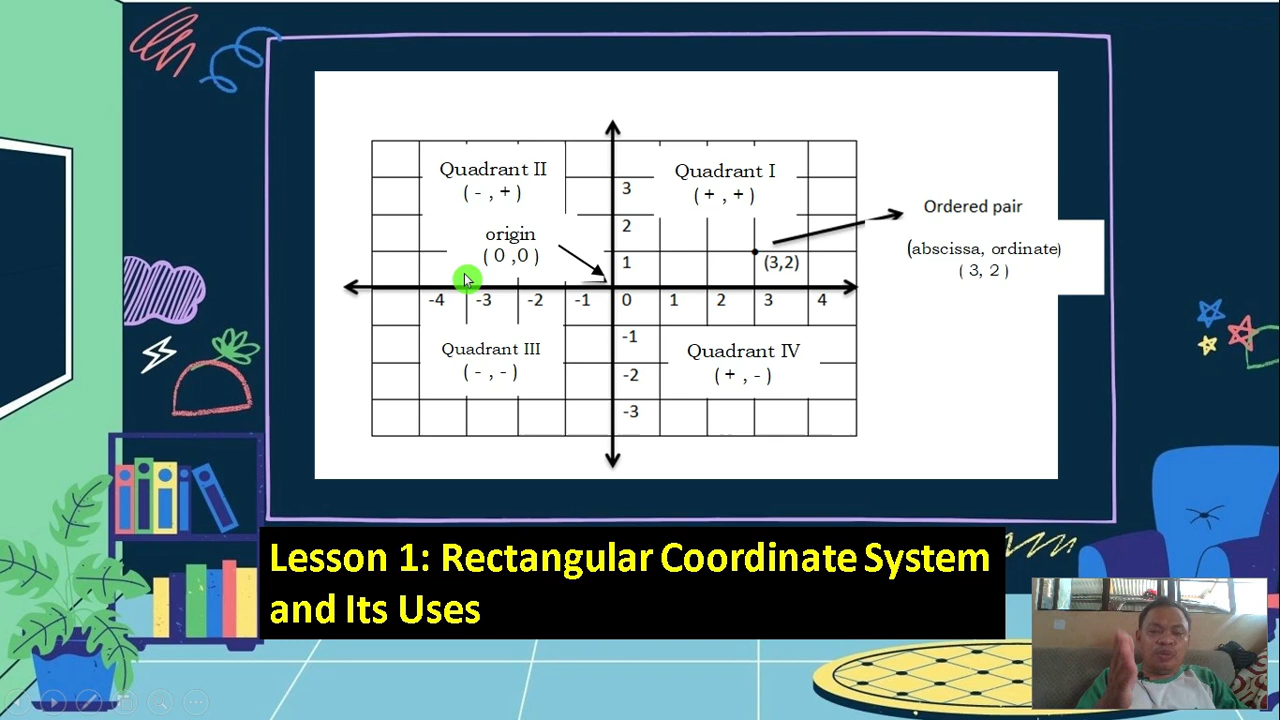 Quadrant II
( - , + )
Quadrant I
( + , + )
3
2
1
origin
( 0 ,0 )
Ordered pair
(abscissa, ordinate)
( 3, 2 )
(3,2)
-4 -3 -2 -1 0 1 2 3 4
-1
-2
-3
Quadrant III
( - , - )
Quadrant IV
( + , - )
Lesson 1: Rectangular Coordinate System
and Its Uses